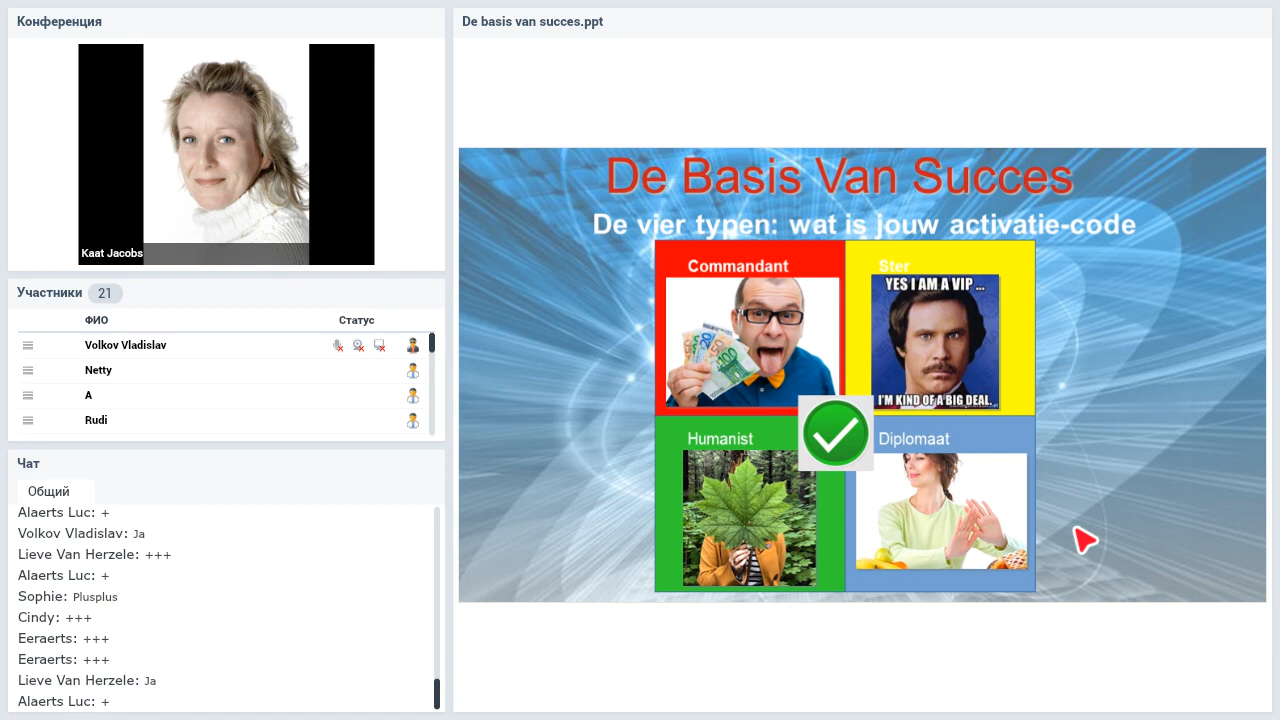 Конференция
Kaat Jacobs
Участники 21
ФИО Статус
Volkov Vladislav
Netty
A
Rudi
Чат
Общий
Alaerts Luc: +
Volkov Vladislav: Ja
Lieve Van Herzele: +++
Alaerts Luc: +
Sophie: Plusplus
Cindy: +++
Eeraerts: +++
Eeraerts: +++
Lieve Van Herzele: Ja
Alaerts Luc: +
De basis van succes.ppt
De Basis Van Succes
De vier typen: wat is jouw activatie-code
Commandant
Ster
YES I AM A VIP ...
I'M KIND OF A BIG DEAL.
20
100
Humanist
Diplomaat